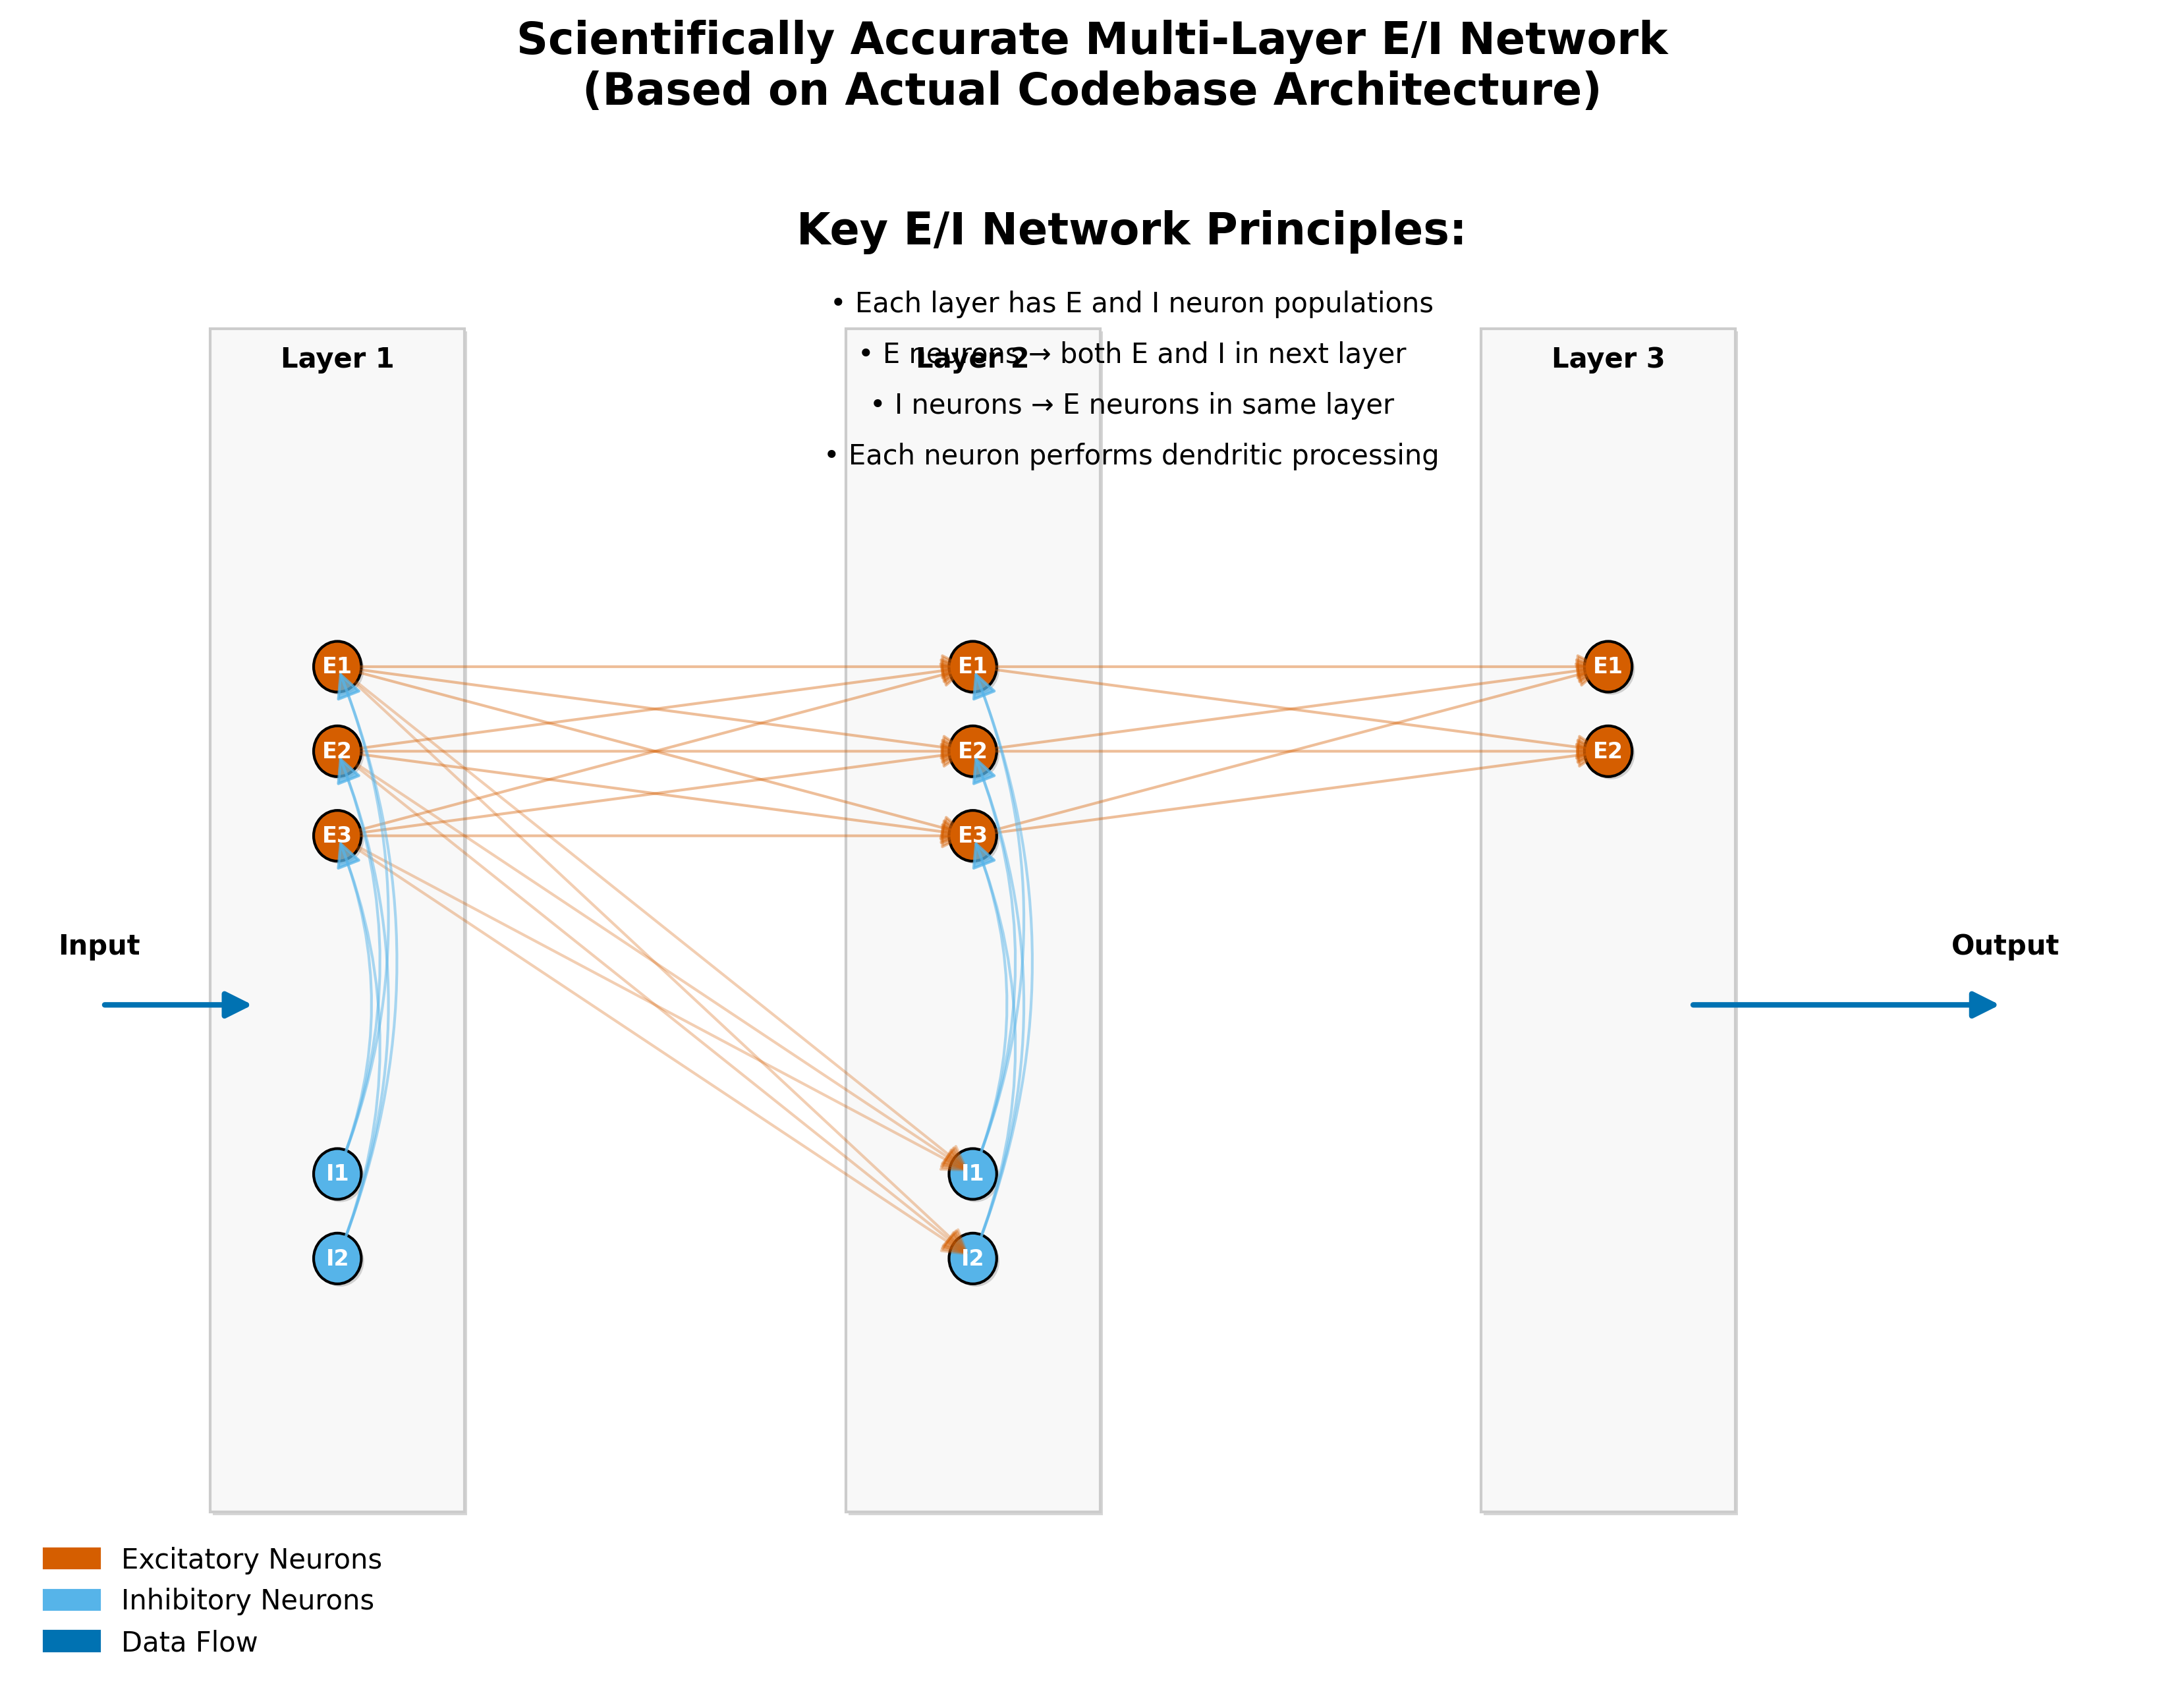 Scientifically Accurate Multi-Layer E/I Network
(Based on Actual Codebase Architecture)
Key E/I Network Principles:
• Each layer has E and I neuron populations
• E neurons → both E and I in next layer
• I neurons → E neurons in same layer
• Each neuron performs dendritic processing
Layer 1
Layer 2
Layer 3
E1
E2
E3
I1
I2
E1
E2
E3
I1
I2
E1
E2
Input
Output
Excitatory Neurons
Inhibitory Neurons
Data Flow